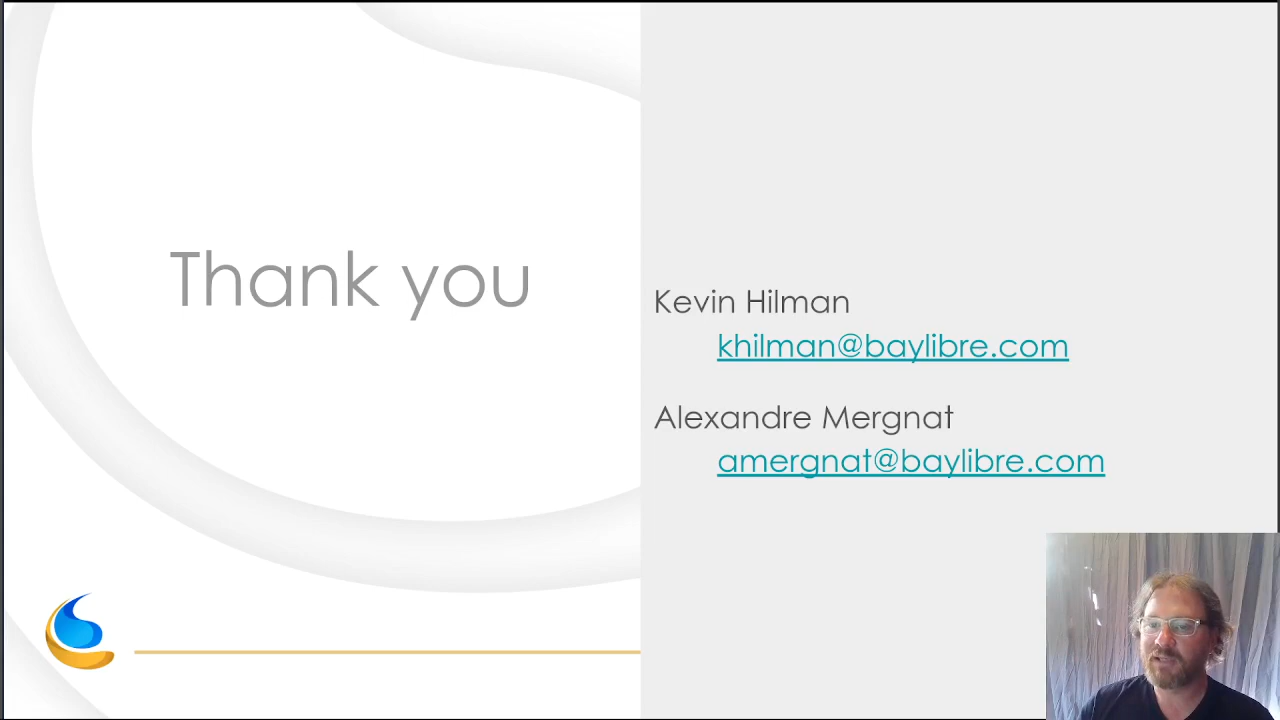 Thank you
Kevin Hilman
khilman@baylibre.com
Alexandre Mergnat
amergnat@baylibre.com